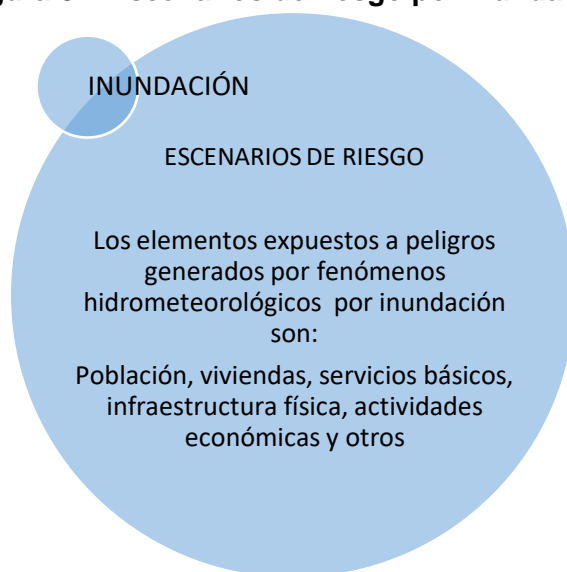 INUNDACIÓN
ESCENARIOS DE RIESGO
Los elementos expuestos a peligros
generados por fenómenos
hidrometeorológicos por inundación
son:
Población, viviendas, servicios básicos,
infraestructura física, actividades
económicas y otros